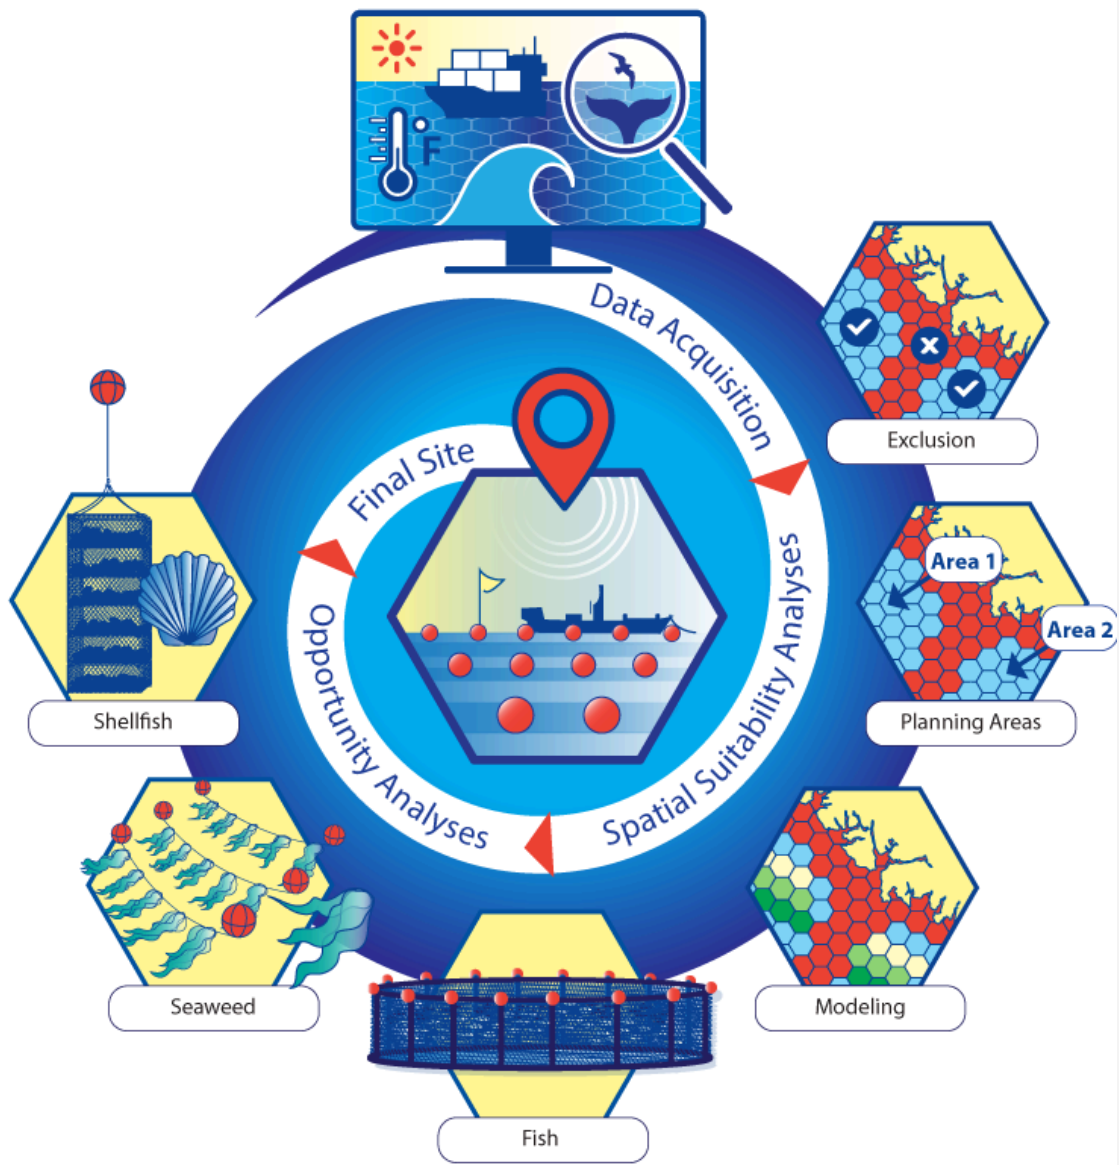 °F
Data Acquisition
Exclusion
Final Site
Area 1
Spatial Suitability Analyses
Area 2
Opportunity Analyses
Shellfish
Planning Areas
Seaweed
Modeling
Fish